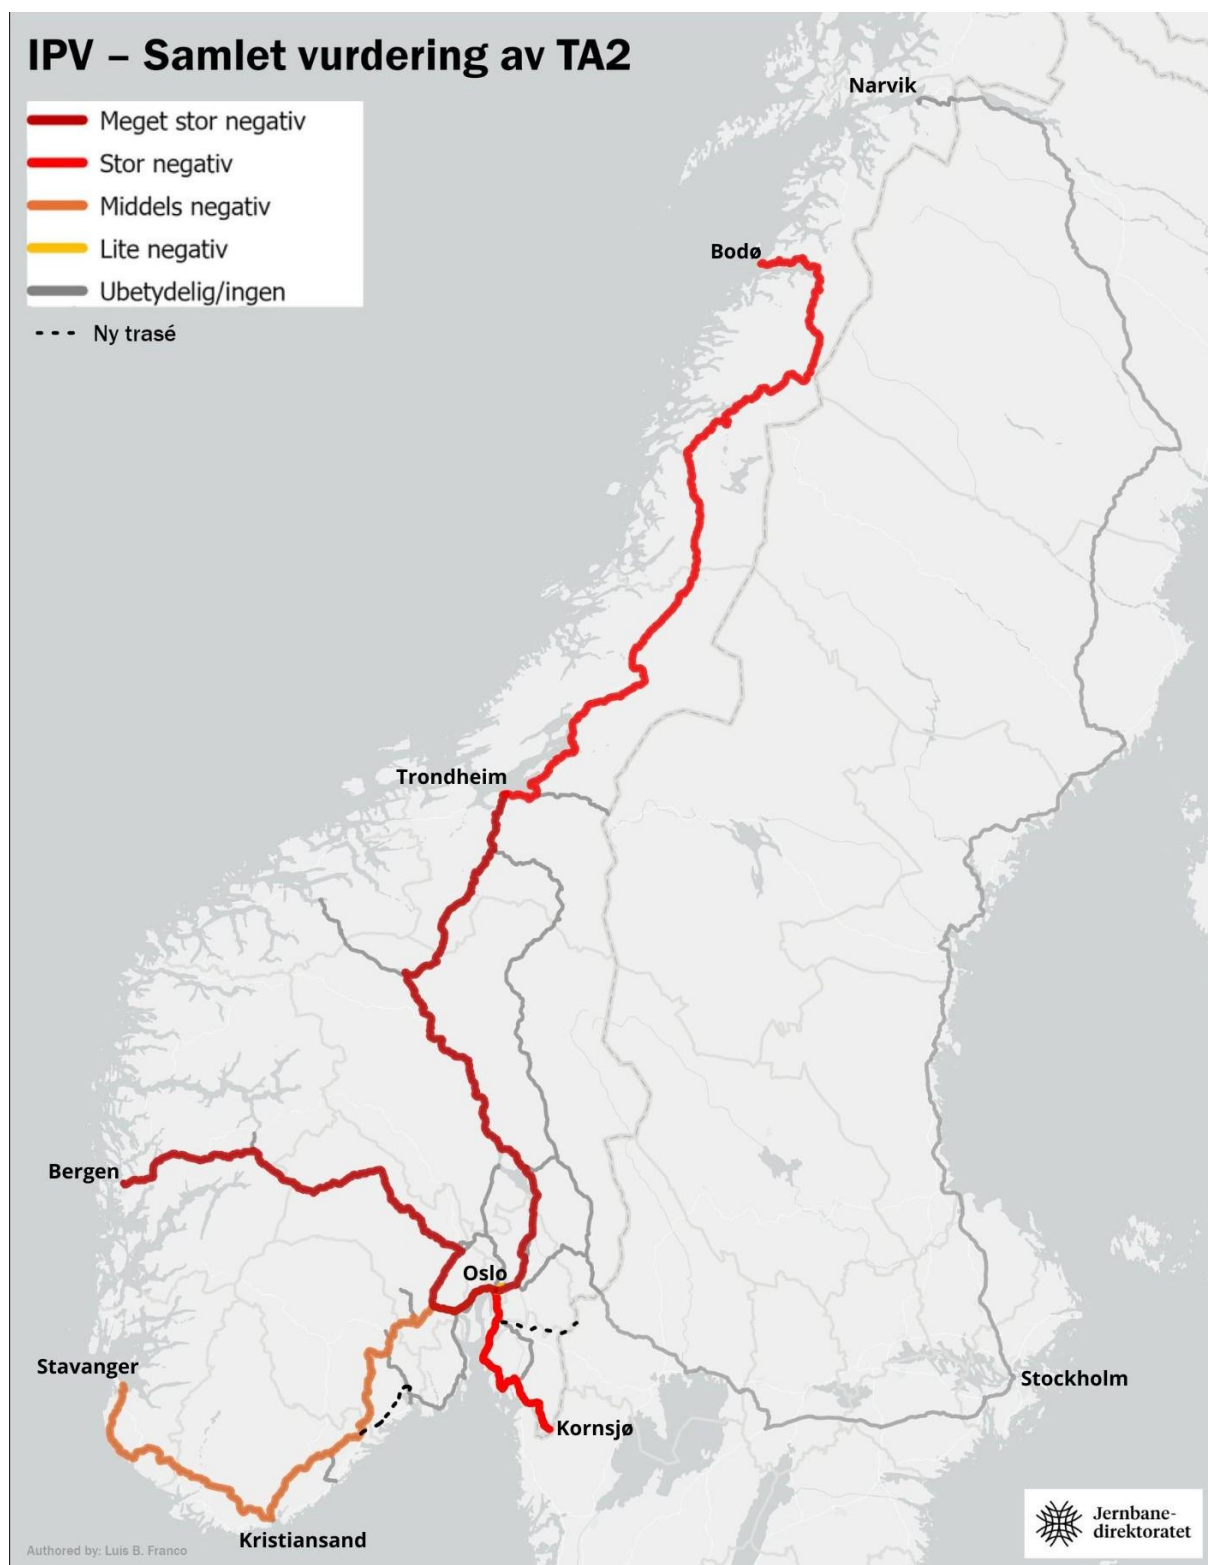 IPV – Samlet vurdering av TA2
Meget stor negativ
Stor negativ
Middels negativ
Lite negativ
Ubetydelig/ingen
Ny trasé
Narvik
Bodø
Trondheim
Bergen
Oslo
Stavanger
Stockholm
Kornsjø
Kristiansand
Jernbane-
direktoratet
Authored by: Luis B. Franco